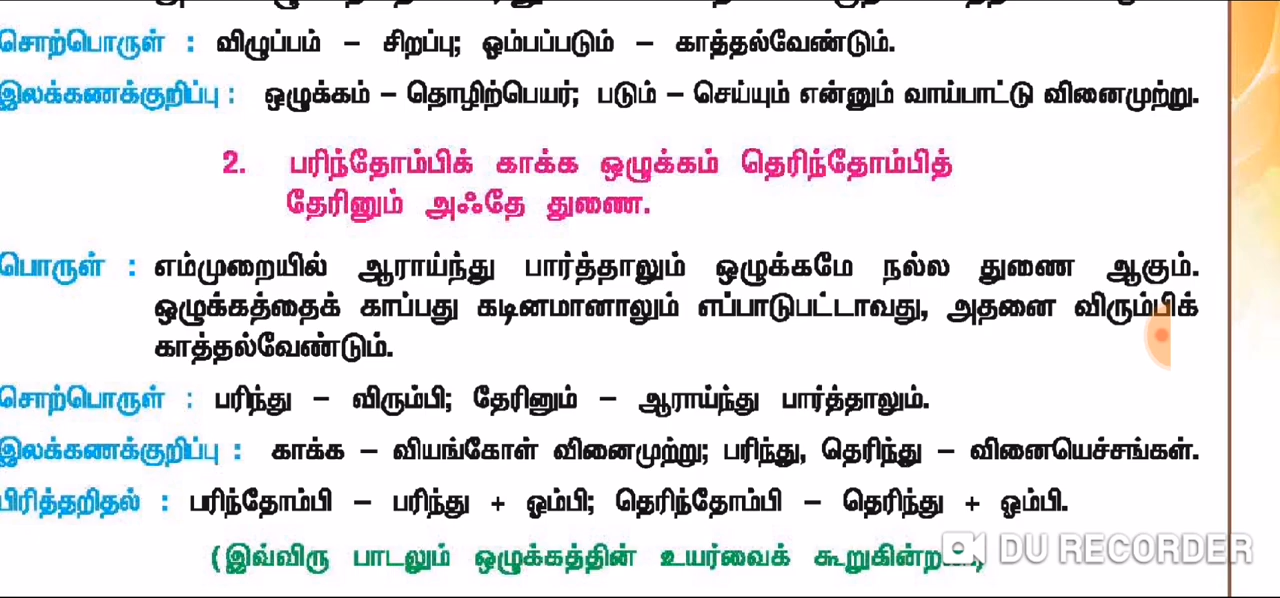 சொற்பொருள் : விழுப்பம் – சிறப்பு; ஓம்பப்படும் – காத்தல்வேண்டும்.
இலக்கணக்குறிப்பு : ஒழுக்கம் – தொழிற்பெயர்; படும் – செய்யும் என்னும் வாய்பாட்டு வினைமுற்று.
2. பரிந்தோம்பிக் காக்க ஒழுக்கம் தெரிந்தோம்பித்
தேரினும் அஃதே துணை.
பொருள் : எம்முறையில் ஆராய்ந்து பார்த்தாலும் ஒழுக்கமே நல்ல துணை ஆகும்.
ஒழுக்கத்தைக் காப்பது கடினமானாலும் எப்பாடுபட்டாவது, அதனை விரும்பிக்
காத்தல்வேண்டும்.
சொற்பொருள் : பரிந்து – விரும்பி; தேரினும் – ஆராய்ந்து பார்த்தாலும்.
இலக்கணக்குறிப்பு : காக்க – வியங்கோள் வினைமுற்று; பரிந்து, தெரிந்து – வினையெச்சங்கள்.
பிரித்தறிதல் : பரிந்தோம்பி – பரிந்து + ஓம்பி; தெரிந்தோம்பி – தெரிந்து + ஓம்பி.
(இவ்விரு பாடலும் ஒழுக்கத்தின் உயர்வைக் கூறுகின்றன.)
DU RECORDER